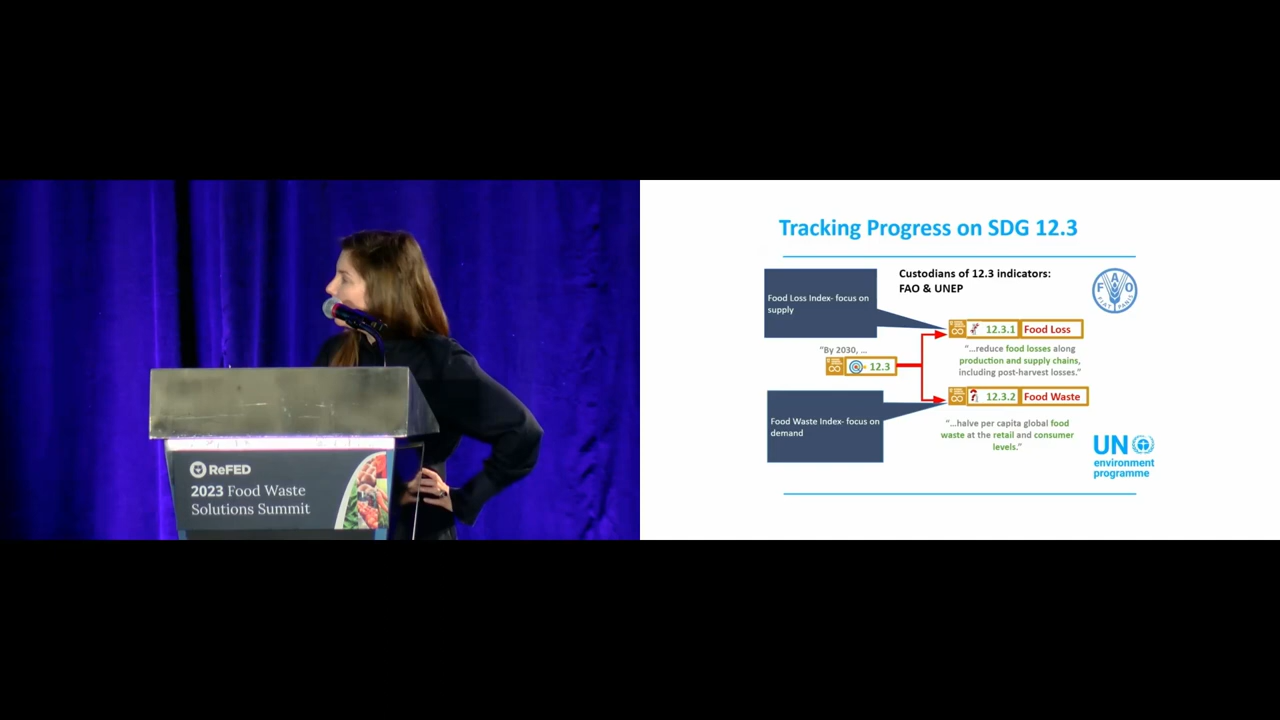 ReFED
2023 Food Waste
Solutions Summit
Tracking Progress on SDG 12.3
Food Loss Index- focus on
supply
Custodians of 12.3 indicators:
FAO & UNEP
FAO
FIAT PANIS
12.3.1 Food Loss
"By 2030, ...
12.3
"...reduce food losses along
production and supply chains,
including post-harvest losses."
12.3.2 Food Waste
Food Waste Index- focus on
demand
"...halve per capita global food
waste at the retail and consumer
levels."
UN
environment
programme